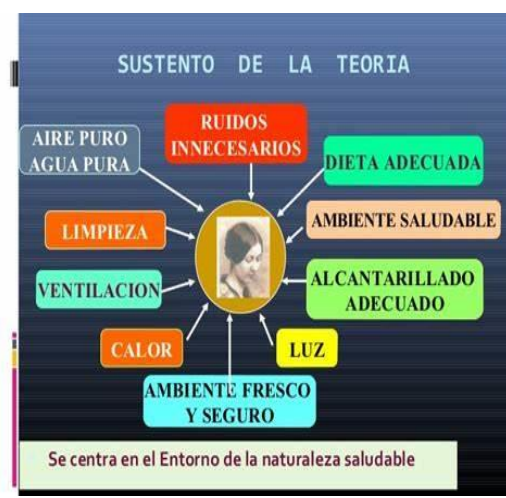 SUSTENTO DE LA TEORIA
RUIDOS
INNECESARIOS
AIRE PURO
AGUA PURA
DIETA ADECUADA
LIMPIEZA
AMBIENTE SALUDABLE
VENTILACION
ALCANTARILLADO
ADECUADO
CALOR
LUZ
AMBIENTE FRESCO
Y SEGURO
Se centra en el Entorno de la naturaleza saludable